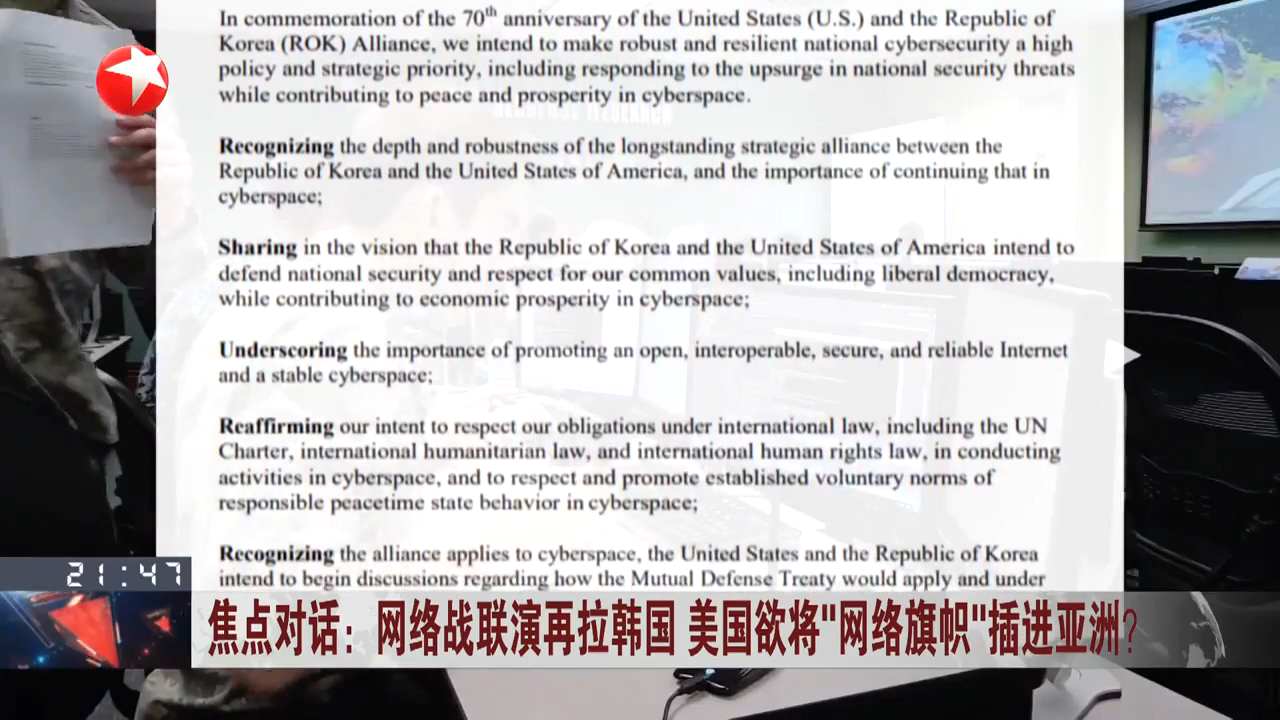 In commemoration of the 70th anniversary of the United States (U.S.) and the Republic of
Korea (ROK) Alliance, we intend to make robust and resilient national cybersecurity a high
policy and strategic priority, including responding to the upsurge in national security threats
while contributing to peace and prosperity in cyberspace.
Recognizing the depth and robustness of the longstanding strategic alliance between the
Republic of Korea and the United States of America, and the importance of continuing that in
cyberspace;
Sharing in the vision that the Republic of Korea and the United States of America intend to
defend national security and respect for our common values, including liberal democracy,
while contributing to economic prosperity in cyberspace;
Underscoring the importance of promoting an open, interoperable, secure, and reliable Internet
and a stable cyberspace;
Reaffirming our intent to respect our obligations under international law, including the UN
Charter, international humanitarian law, and international human rights law, in conducting
activities in cyberspace, and to respect and promote established voluntary norms of
responsible peacetime state behavior in cyberspace;
Recognizing the alliance applies to cyberspace, the United States and the Republic of Korea
intend to begin discussions regarding how the Mutual Defense Treaty would apply and under
21:47
焦点对话：网络战联演再拉韩国 美国欲将"网络旗帜"插进亚洲?